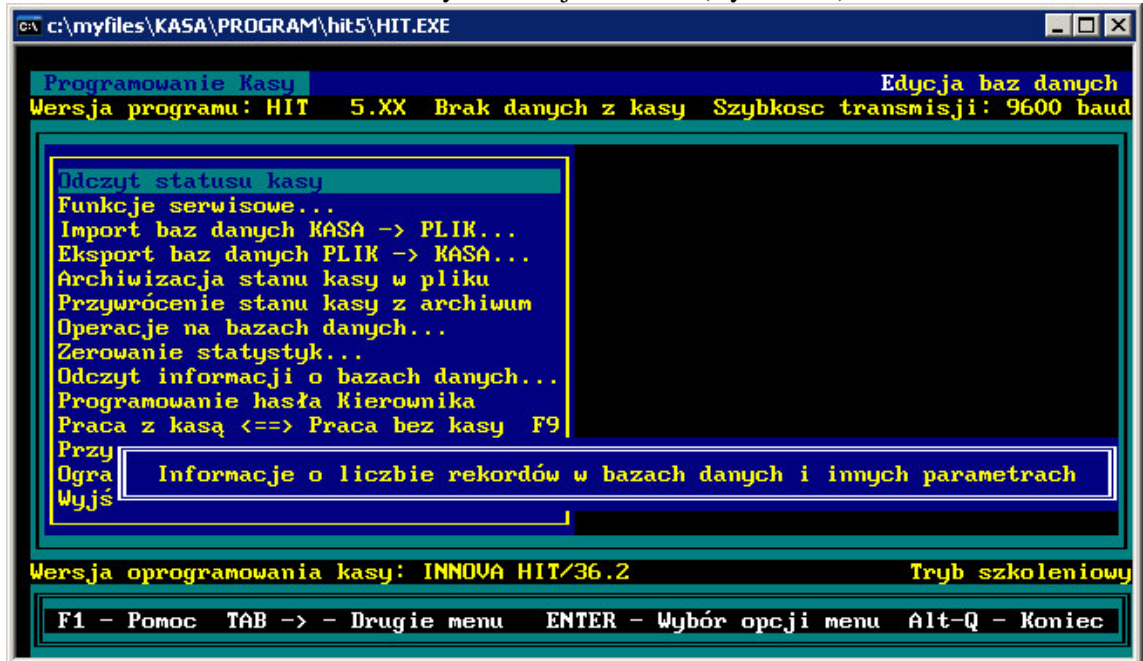 c:\myfiles\KASA\PROGRAM\hit5\HIT.EXE
Programowanie Kasy Edycja baz danych
Wersja programu: HIT 5.XX Brak danych z kasy Szybkosc transmisji: 9600 baud
Odczyt statusu kasy
Funkcje serwisowe...
Import baz danych KASA -> PLIK...
Eksport baz danych PLIK -> KASA...
Archiwizacja stanu kasy w pliku
Przywrócenie stanu kasy z archiwum
Operacje na bazach danych...
Zerowanie statystyk...
Odczyt informacji o bazach danych...
Programowanie hasła Kierownika
Praca z kasą <==> Praca bez kasy F9
Przy
Ogra
Informacje o liczbie rekordów w bazach danych i innych parametrach
Wyjś
Wersja oprogramowania kasy: INNOVA HIT/36.2 Tryb szkoleniowy
F1 - Pomoc TAB -> - Drugie menu ENTER - Wybór opcji menu Alt-Q - Koniec